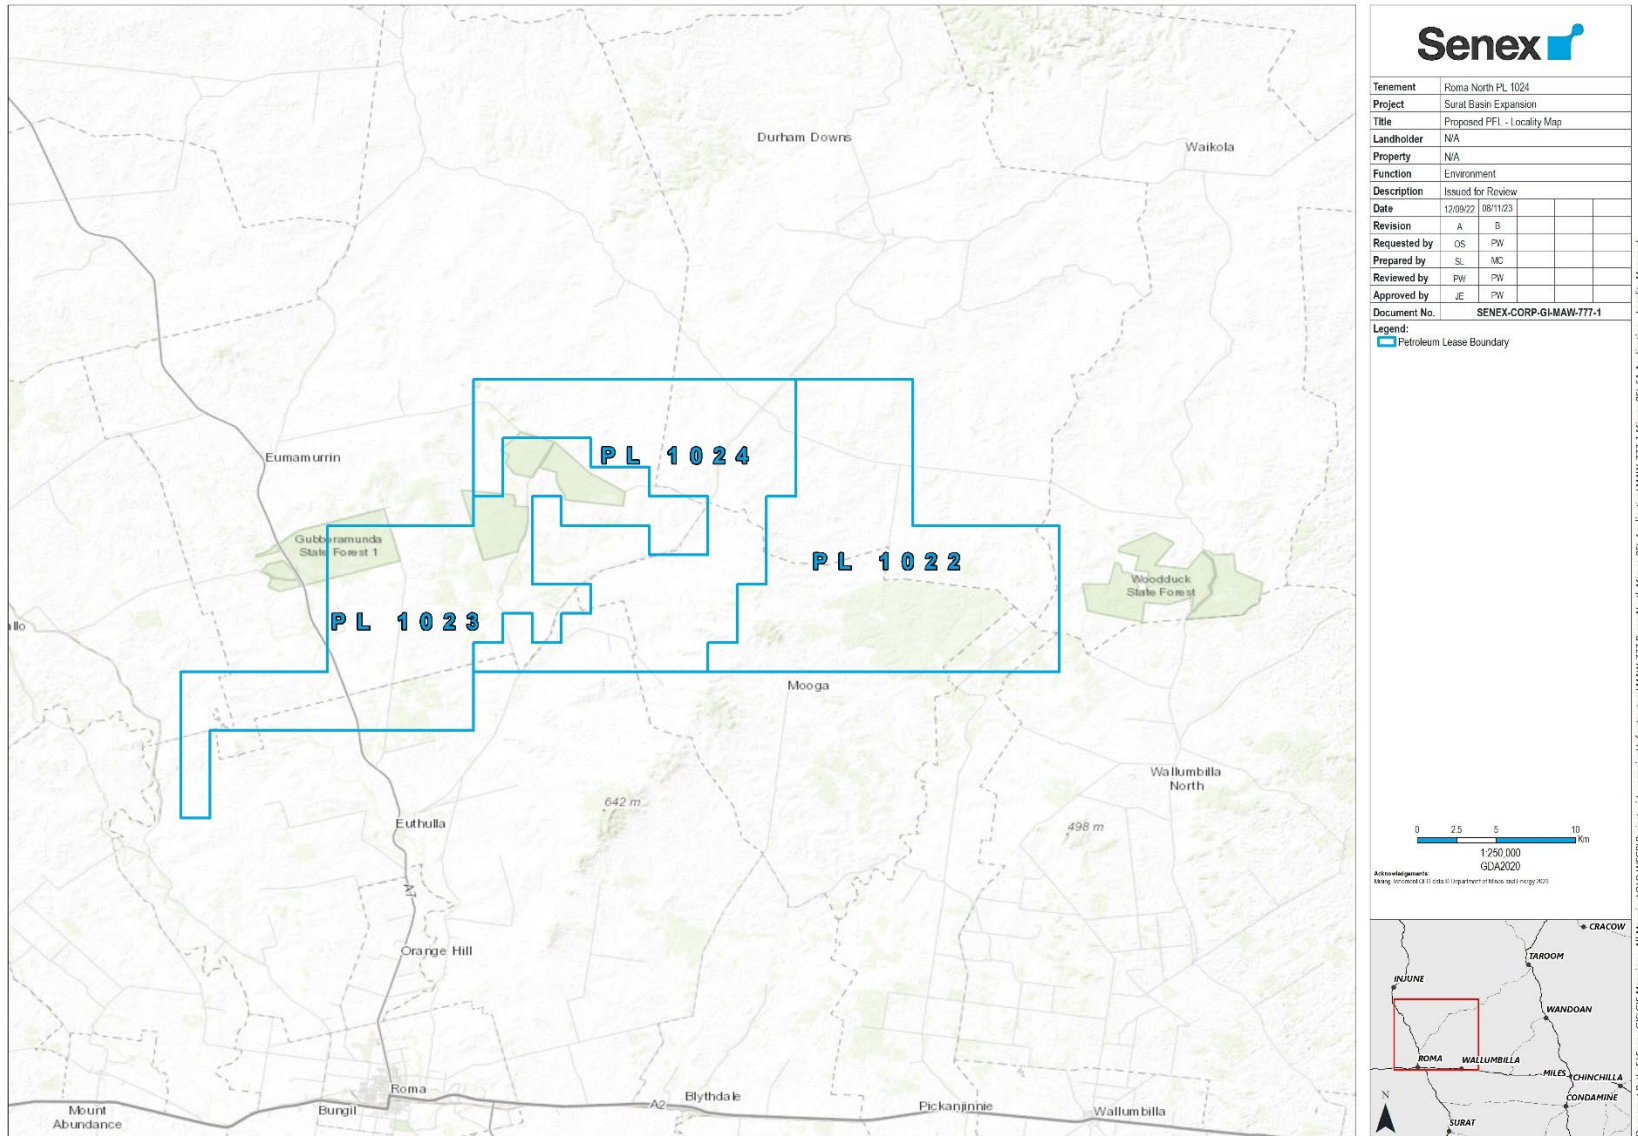 Durham Downs
Waikola
Eumamurrin
PL 1024
Gubberamunda
State Forest 1
PL 1022
Woodduck
State Forest
PL 1023
allo
Mooga
Wallumbilla
North
642 m
498 m
Euthulla
A7
Orange Hill
Roma
Mount
Abundance
Bungil
A2
Blythdale
Pickanjinnie
Wallumbilla
Senex
Tenement Roma North PL 1024
Project Surat Basin Expansion
Title Proposed PFL - Locality Map
Landholder N/A
Property N/A
Function Environment
Description Issued for Review
Date 12/09/22 08/11/23
Revision A B
Requested by OS PW
Prepared by SL MC
Reviewed by PW PW
Approved by JE PW
Document No. SENEX-CORP-GI-MAW-777-1
Legend:
Petroleum Lease Boundary
0 2.5 5 10
Km
1:250,000
GDA2020
Acknowledgements:
CRACOW
TAROOM
INJUNE
WANDOAN
ROMA
WALLUMBILLA
MILES
CHINCHILLA
CONDAMINE
SURAT
N